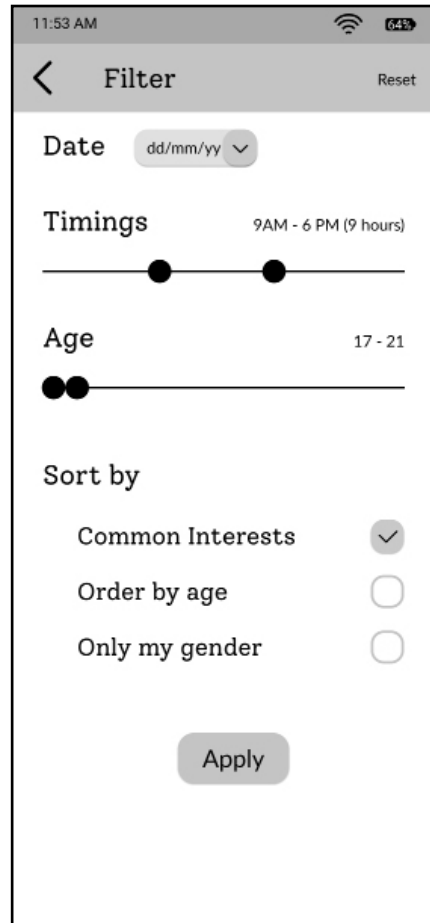 11:53 AM 64%
Filter Reset
Date dd/mm/yy
Timings 9AM - 6 PM (9 hours)
Age 17 - 21
Sort by
Common Interests
Order by age
Only my gender
Apply